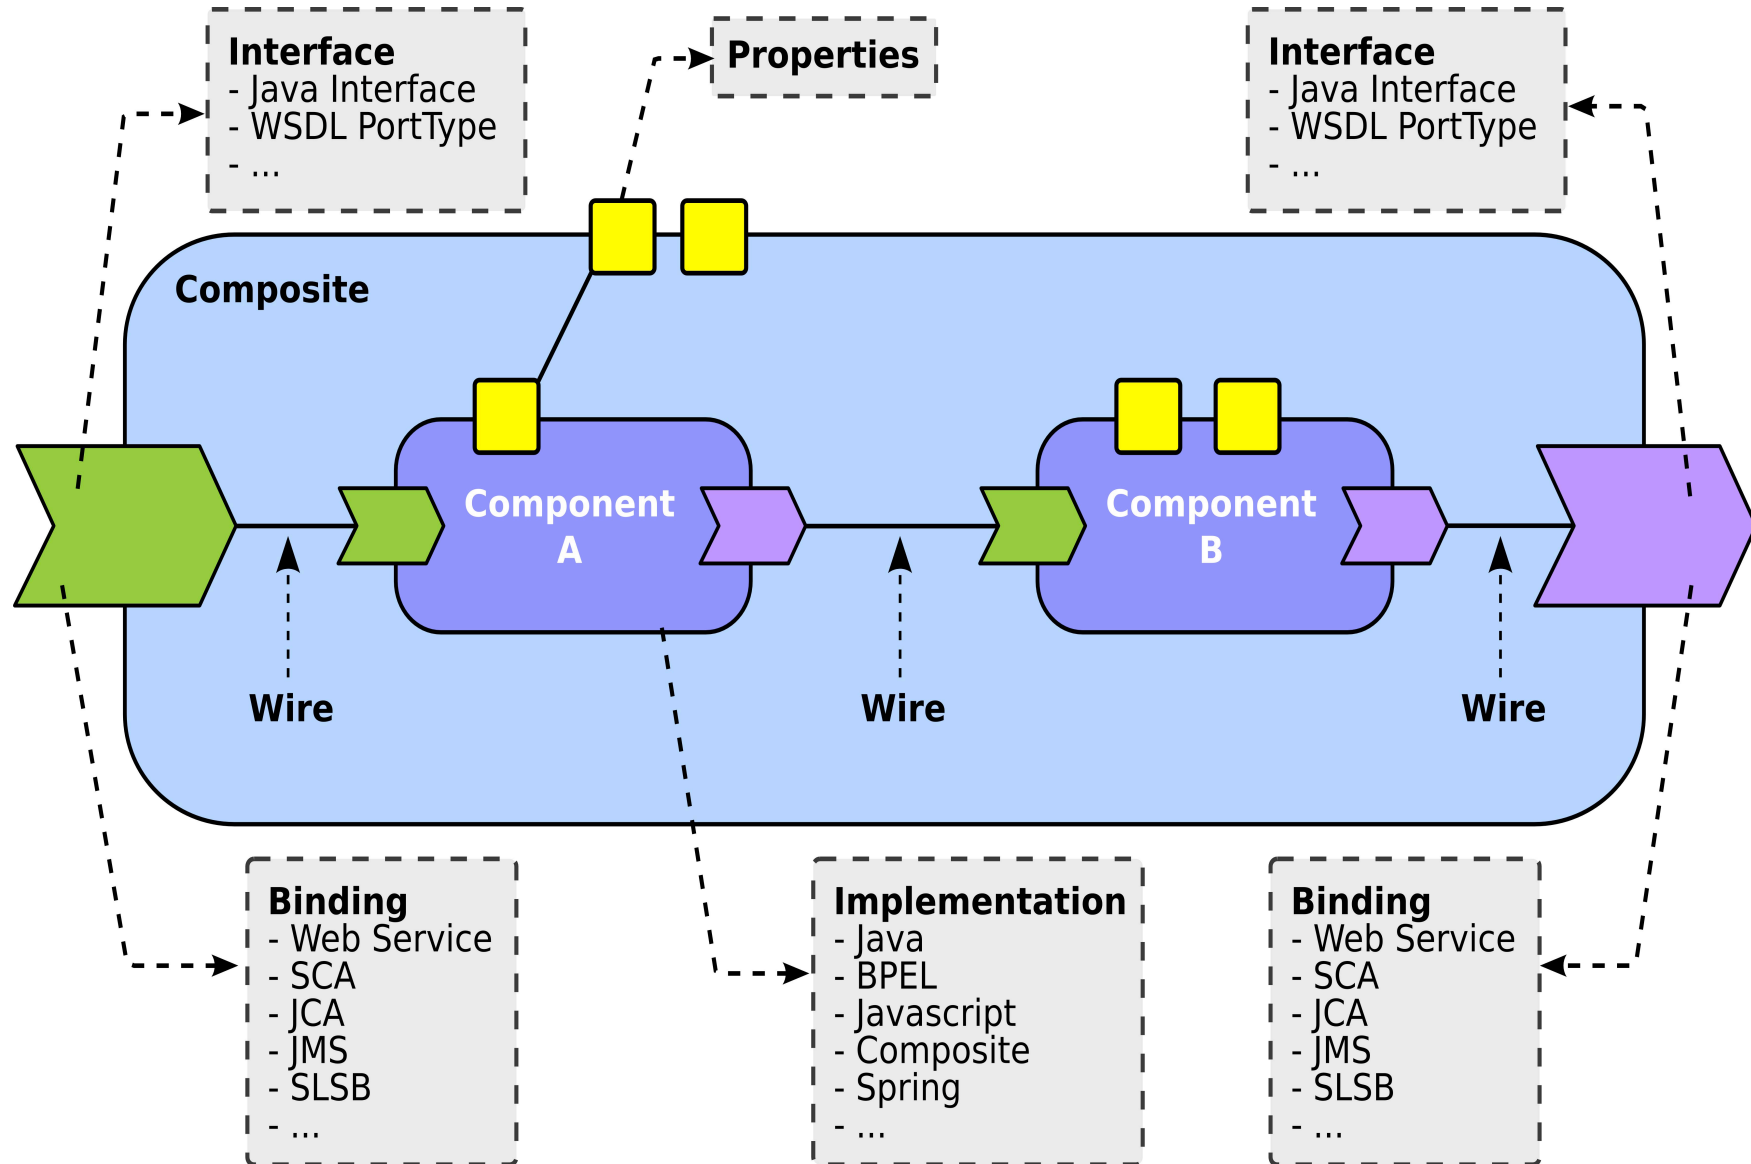 Interface
- Java Interface
- WSDL PortType
- ...
Properties
Interface
- Java Interface
- WSDL PortType
- ...
Composite
Component
A
Component
B
Wire
Wire
Wire
Binding
- Web Service
- SCA
- JCA
- JMS
- SLSB
- ...
Implementation
- Java
- BPEL
- Javascript
- Composite
- Spring
- ...
Binding
- Web Service
- SCA
- JCA
- JMS
- SLSB
- ...